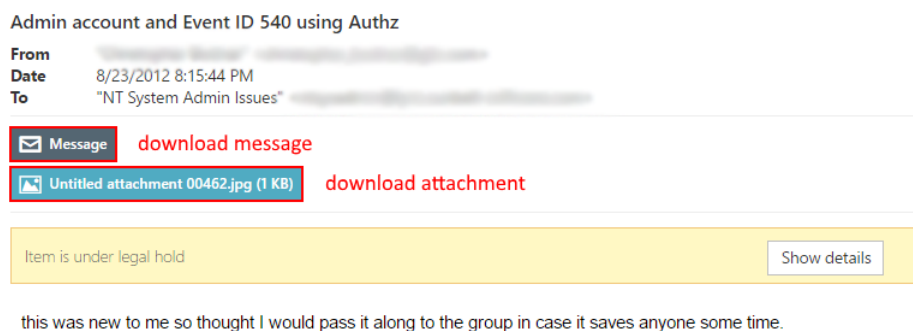 Admin account and Event ID 540 using Authz
From
Date 8/23/2012 8:15:44 PM
To "NT System Admin Issues"
Message download message
Untitled attachment 00462.jpg (1 KB) download attachment
Item is under legal hold Show details
this was new to me so thought I would pass it along to the group in case it saves anyone some time.